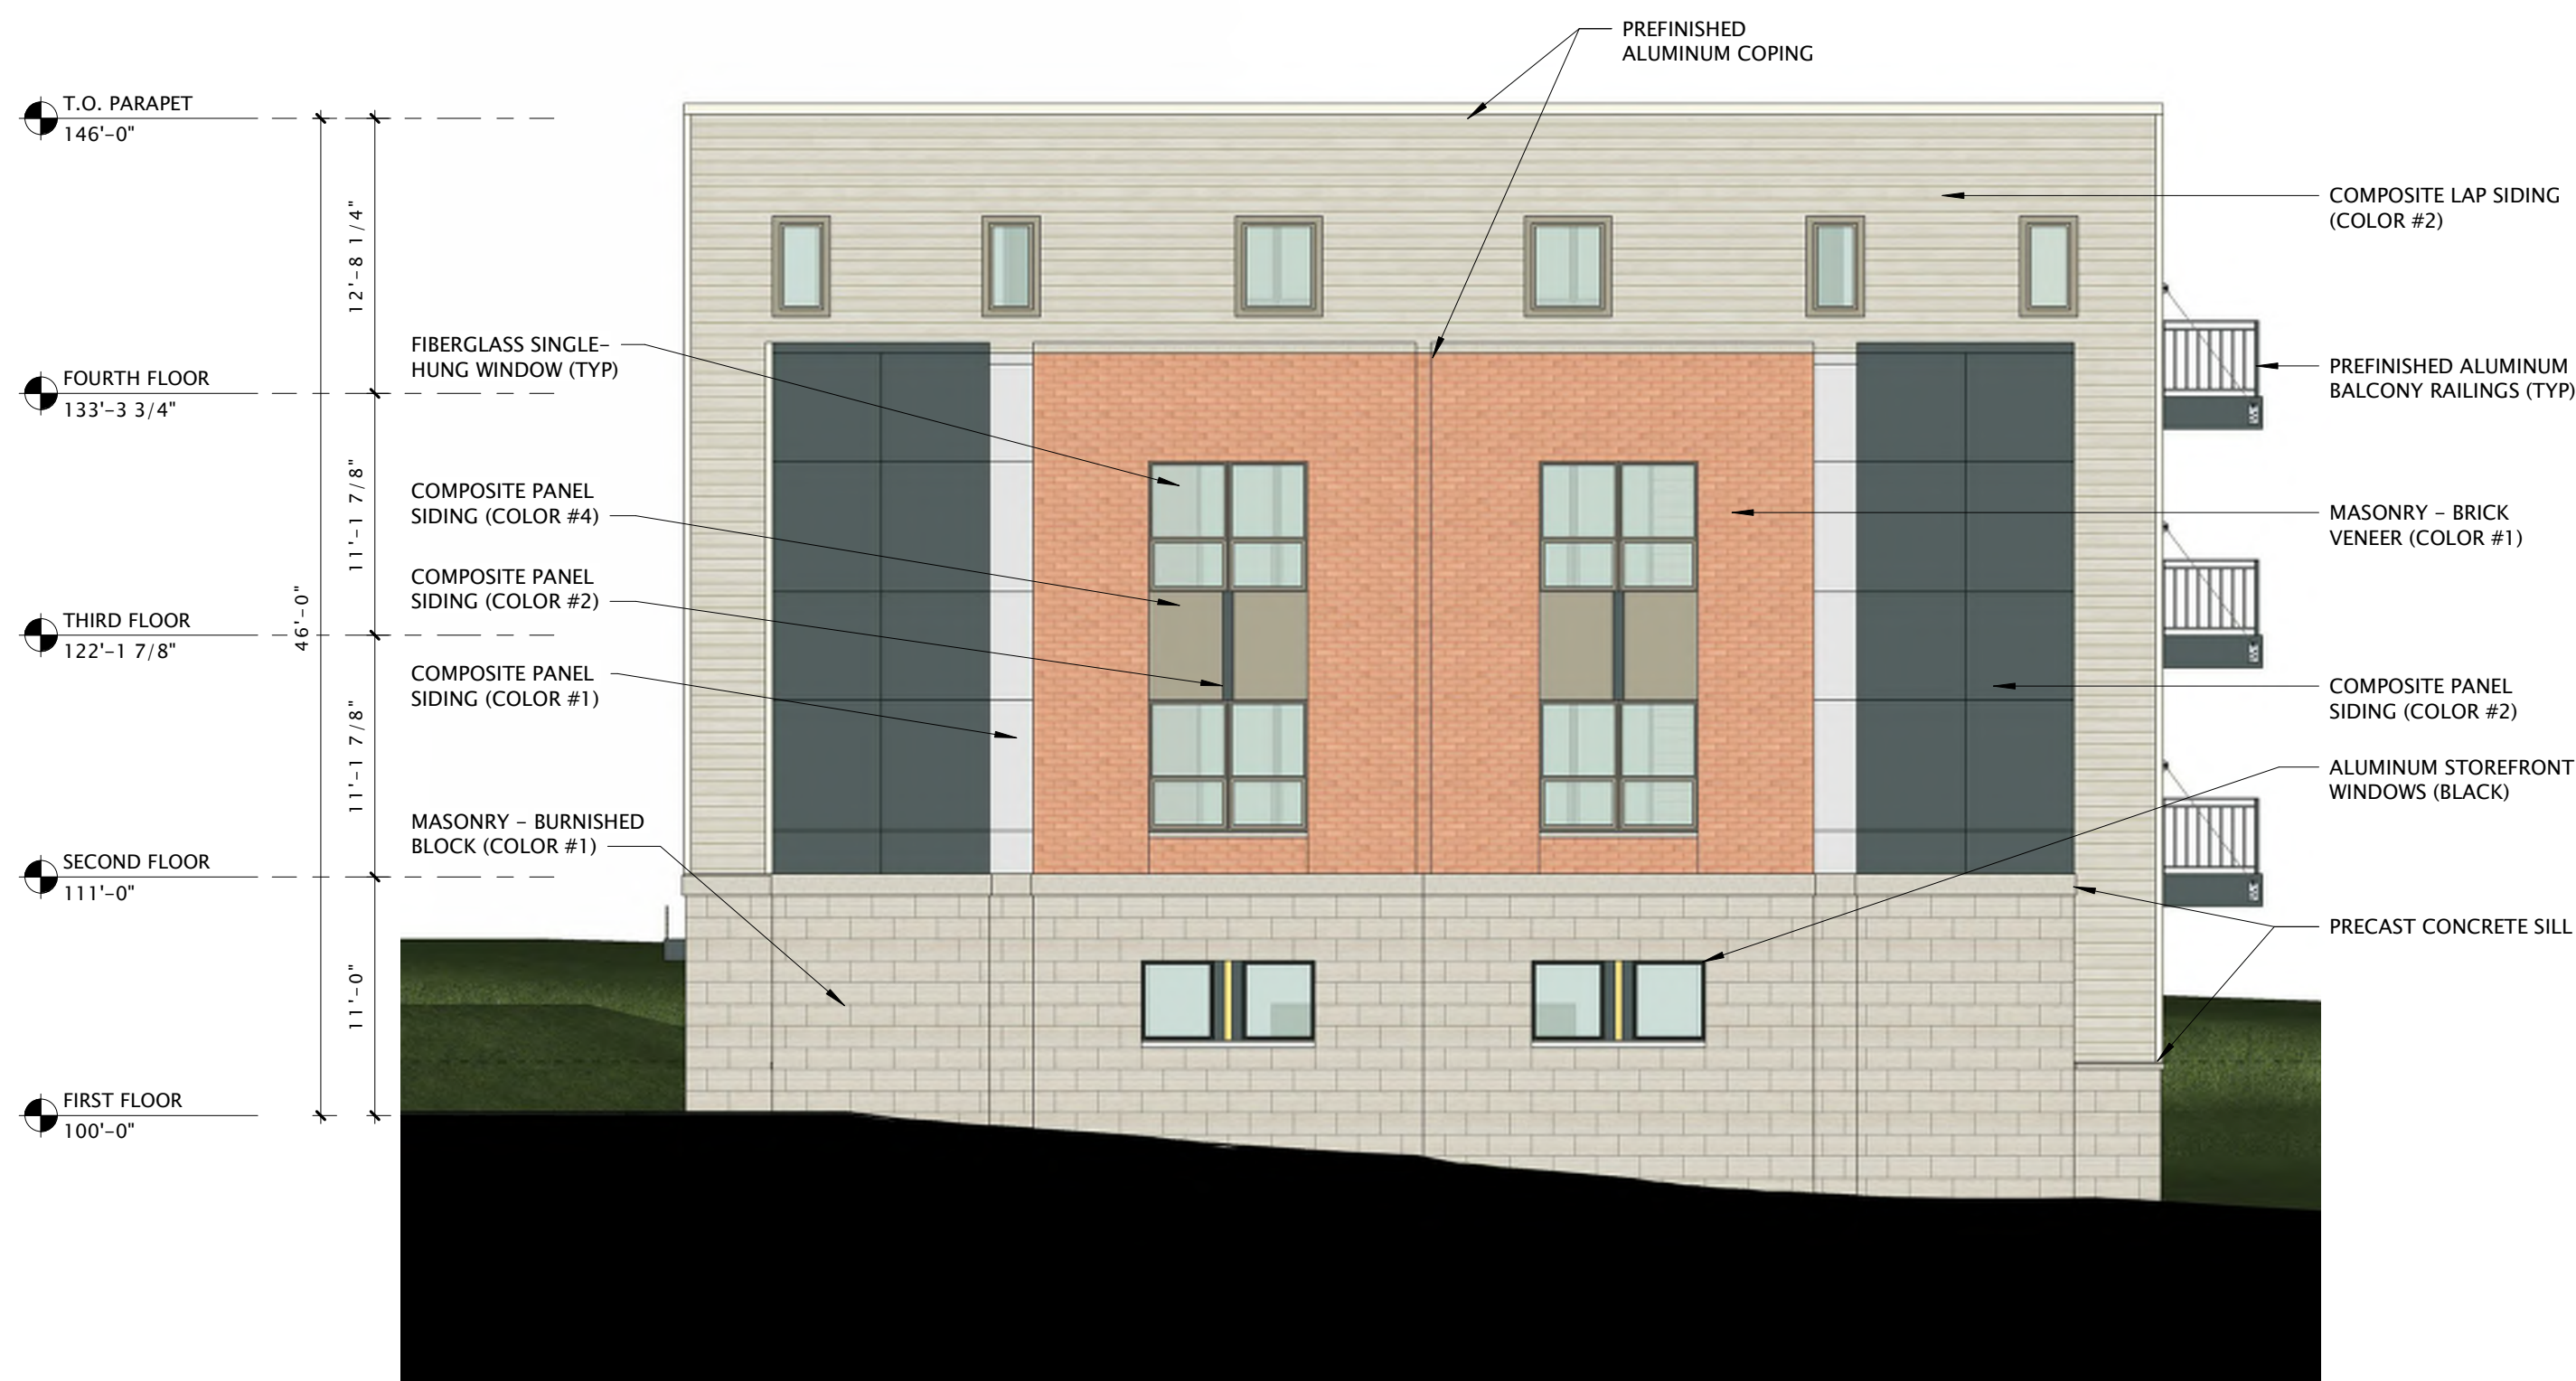 PREFINISHED
ALUMINUM COPING
T.O. PARAPET
146'-0"
12'-8 1/4"
FOURTH FLOOR
133'-3 3/4"
11'-1 7/8"
THIRD FLOOR
122'-1 7/8"
46'-0"
11'-1 7/8"
SECOND FLOOR
111'-0"
11'-0"
FIRST FLOOR
100'-0"
FIBERGLASS SINGLE-
HUNG WINDOW (TYP)
COMPOSITE PANEL
SIDING (COLOR #4)
COMPOSITE PANEL
SIDING (COLOR #2)
COMPOSITE PANEL
SIDING (COLOR #1)
MASONRY - BURNISHED
BLOCK (COLOR #1)
COMPOSITE LAP SIDING
(COLOR #2)
PREFINISHED ALUMINUM
BALCONY RAILINGS (TYP)
MASONRY - BRICK
VENEER (COLOR #1)
COMPOSITE PANEL
SIDING (COLOR #2)
ALUMINUM STOREFRONT
WINDOWS (BLACK)
PRECAST CONCRETE SILL